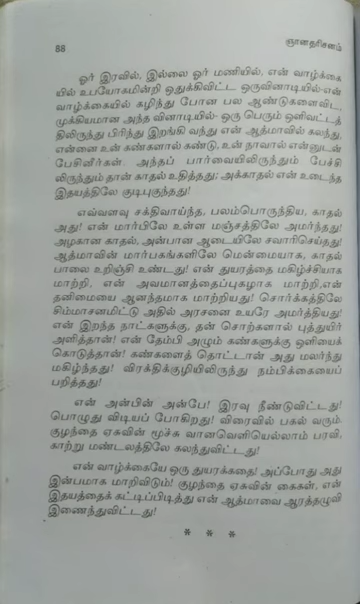 88
ஞானதரிசனம்
ஓர் இரவில், இல்லை ஓர் மணியில், என் வாழ்க்கை
யில் உபயோகமின்றி ஒதுக்கிவிட்ட ஒருவினாடியில்-என்
வாழ்க்கையில் கழிந்து போன பல ஆண்டுகளைவிட,
முக்கியமான அந்த வினாடியில்- ஒரு பெரும் ஒளிவட்டத்
திலிருந்து பிரிந்து இறங்கி வந்து என் ஆத்மாவில் கலந்து,
என்னை உன் கண்களால் கண்டு, உன் நாவால் என்னுடன்
பேசினீர்கள். அந்தப் பார்வையிலிருந்தும் பேச்சி
லிருந்தும் தான் காதல் உதித்தது; அக்காதல் என் உடைந்த
இதயத்திலே குடிபுகுந்தது!
எவ்வளவு சக்திவாய்ந்த, பலம்பொருந்திய, காதல்
அது! என் மார்பிலே உள்ள மஞ்சத்திலே அமர்ந்தது!
அழகான காதல், அன்பான ஆடையிலே சவாரிசெய்தது!
ஆத்மாவின் மார்பகங்களிலே மென்மையாக, காதல்
பாலை உறிஞ்சி உண்டது! என் துயரத்தை மகிழ்ச்சியாக
மாற்றி, என் அவமானத்தைப்புகழாக மாற்றி,என்
தனிமையை ஆனந்தமாக மாற்றியது! சொர்க்கத்திலே
சிம்மாசனமிட்டு அதில் அரசனை உயரே அமர்த்தியது!
என் இறந்த நாட்களுக்கு, தன் சொற்களால் புத்துயிர்
அளித்தான்! என் தேம்பி அழும் கண்களுக்கு ஒளியைக்
கொடுத்தான்! கண்களைத் தொட்டான் அது மலர்ந்து
மகிழ்ந்தது! விரக்திக்குழியிலிருந்து நம்பிக்கையைப்
பறித்தது!
என் அன்பின் அன்பே! இரவு நீண்டுவிட்டது!
பொழுது விடியப் போகிறது! விரைவில் பகல் வரும்
குழந்தை ஏசுவின் மூச்சு வானவெளியெல்லாம் பரவி,
காற்று மண்டலத்திலே கலந்துவிட்டது!
என் வாழ்க்கையே ஒரு துயரக்கதை! அப்போது அது
இன்பமாக மாறிவிடும்! குழந்தை ஏசுவின் கைகள், என்
இதயத்தைக் கட்டிப்பிடித்து என் ஆத்மாவை ஆரத்தழுவி
இணைந்துவிட்டது!
* * *